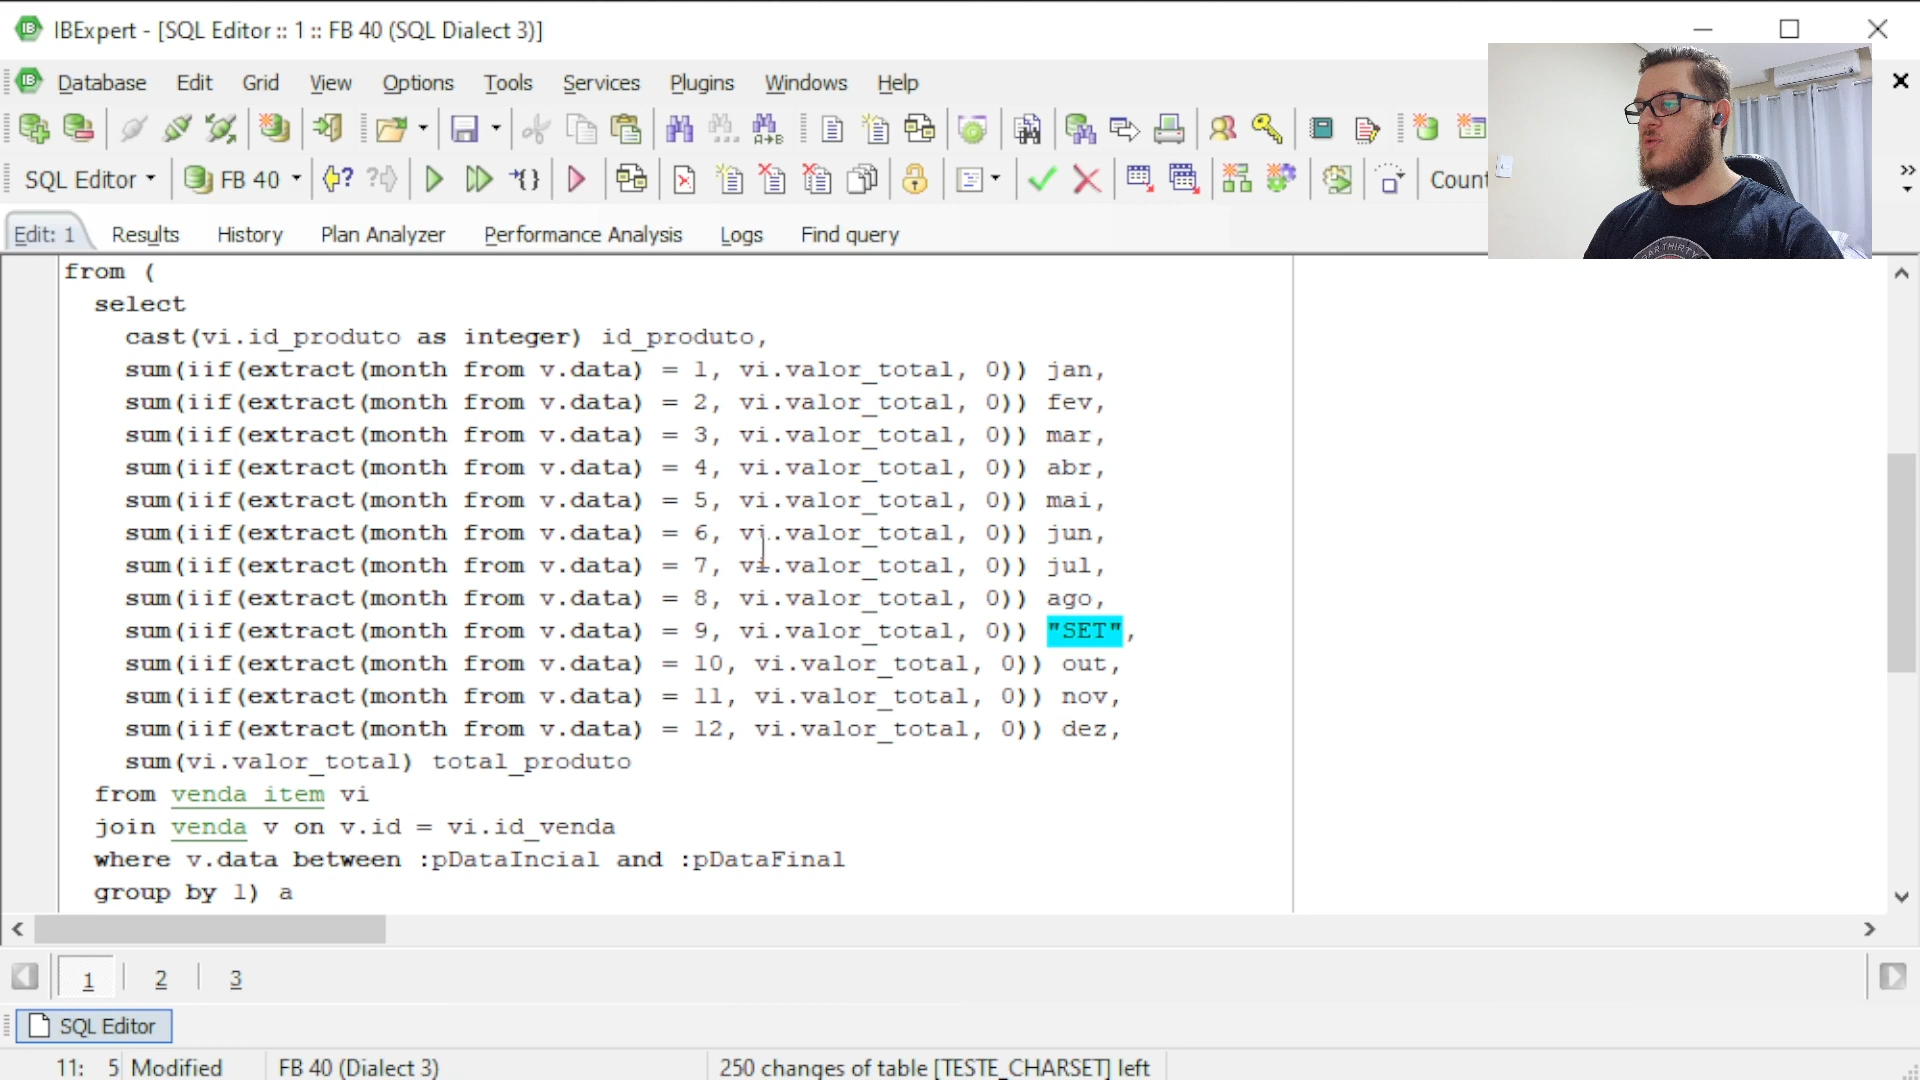 IBExpert - [SQL Editor :: 1 :: FB 40 (SQL Dialect 3)]
Database Edit Grid View Options Tools Services Plugins Windows Help
SQL Editor FB 40 Count
Edit: 1 Results History Plan Analyzer Performance Analysis Logs Find query
from (
select
cast(vi.id_produto as integer) id_produto,
sum(iif(extract(month from v.data) = 1, vi.valor_total, 0)) jan,
sum(iif(extract(month from v.data) = 2, vi.valor_total, 0)) fev,
sum(iif(extract(month from v.data) = 3, vi.valor_total, 0)) mar,
sum(iif(extract(month from v.data) = 4, vi.valor_total, 0)) abr,
sum(iif(extract(month from v.data) = 5, vi.valor_total, 0)) mai,
sum(iif(extract(month from v.data) = 6, vi.valor_total, 0)) jun,
sum(iif(extract(month from v.data) = 7, vi.valor_total, 0)) jul,
sum(iif(extract(month from v.data) = 8, vi.valor_total, 0)) ago,
sum(iif(extract(month from v.data) = 9, vi.valor_total, 0)) "SET",
sum(iif(extract(month from v.data) = 10, vi.valor_total, 0)) out,
sum(iif(extract(month from v.data) = 11, vi.valor_total, 0)) nov,
sum(iif(extract(month from v.data) = 12, vi.valor_total, 0)) dez,
sum(vi.valor_total) total_produto
from venda_item vi
join venda v on v.id = vi.id_venda
where v.data between :pDataIncial and :pDataFinal
group by 1) a
1 2 3
SQL Editor
11: 5 Modified FB 40 (Dialect 3) 250 changes of table [TESTE_CHARSET] left